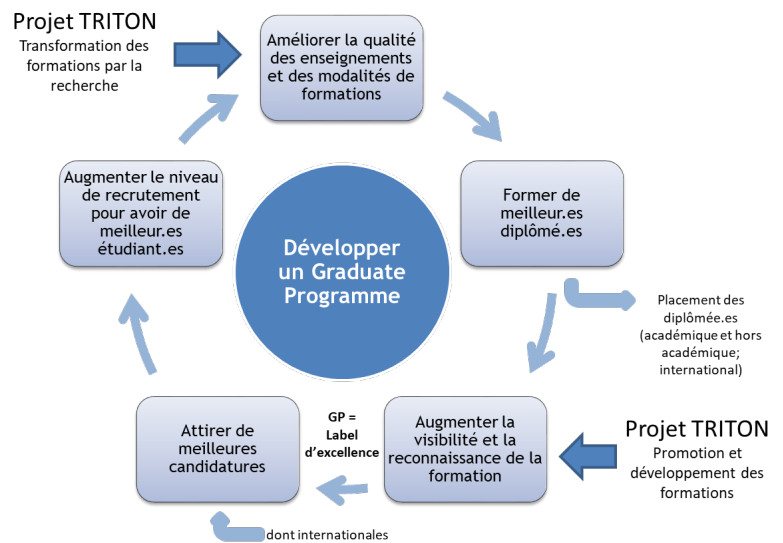 Projet TRITON
Transformation des
formations par la
recherche
Améliorer la qualité
des enseignements
et des modalités de
formations
Former de
meilleur.es
diplômé.es
Placement des
diplômée.es
(académique et hors
académique;
international)
Projet TRITON
Promotion et
développement des
formations
Augmenter la
visibilité et la
reconnaissance de la
formation
GP =
Label
d’excellence
Attirer de
meilleures
candidatures
dont internationales
Augmenter le niveau
de recrutement
pour avoir de
meilleur.es
étudiant.es
Développer
un Graduate
Programme